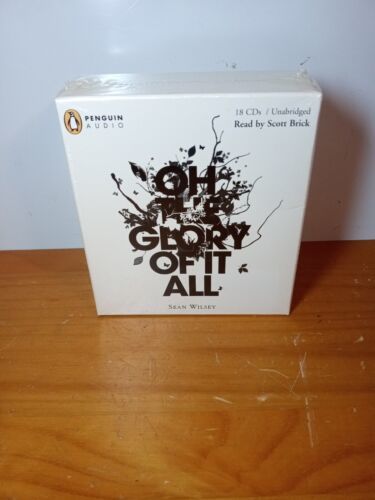 PENGUIN
AUDIO
18 CDs / Unabridged
Read by Scott Brick
OH
THE
GLORY
OF IT
ALL
SEAN WILSEY